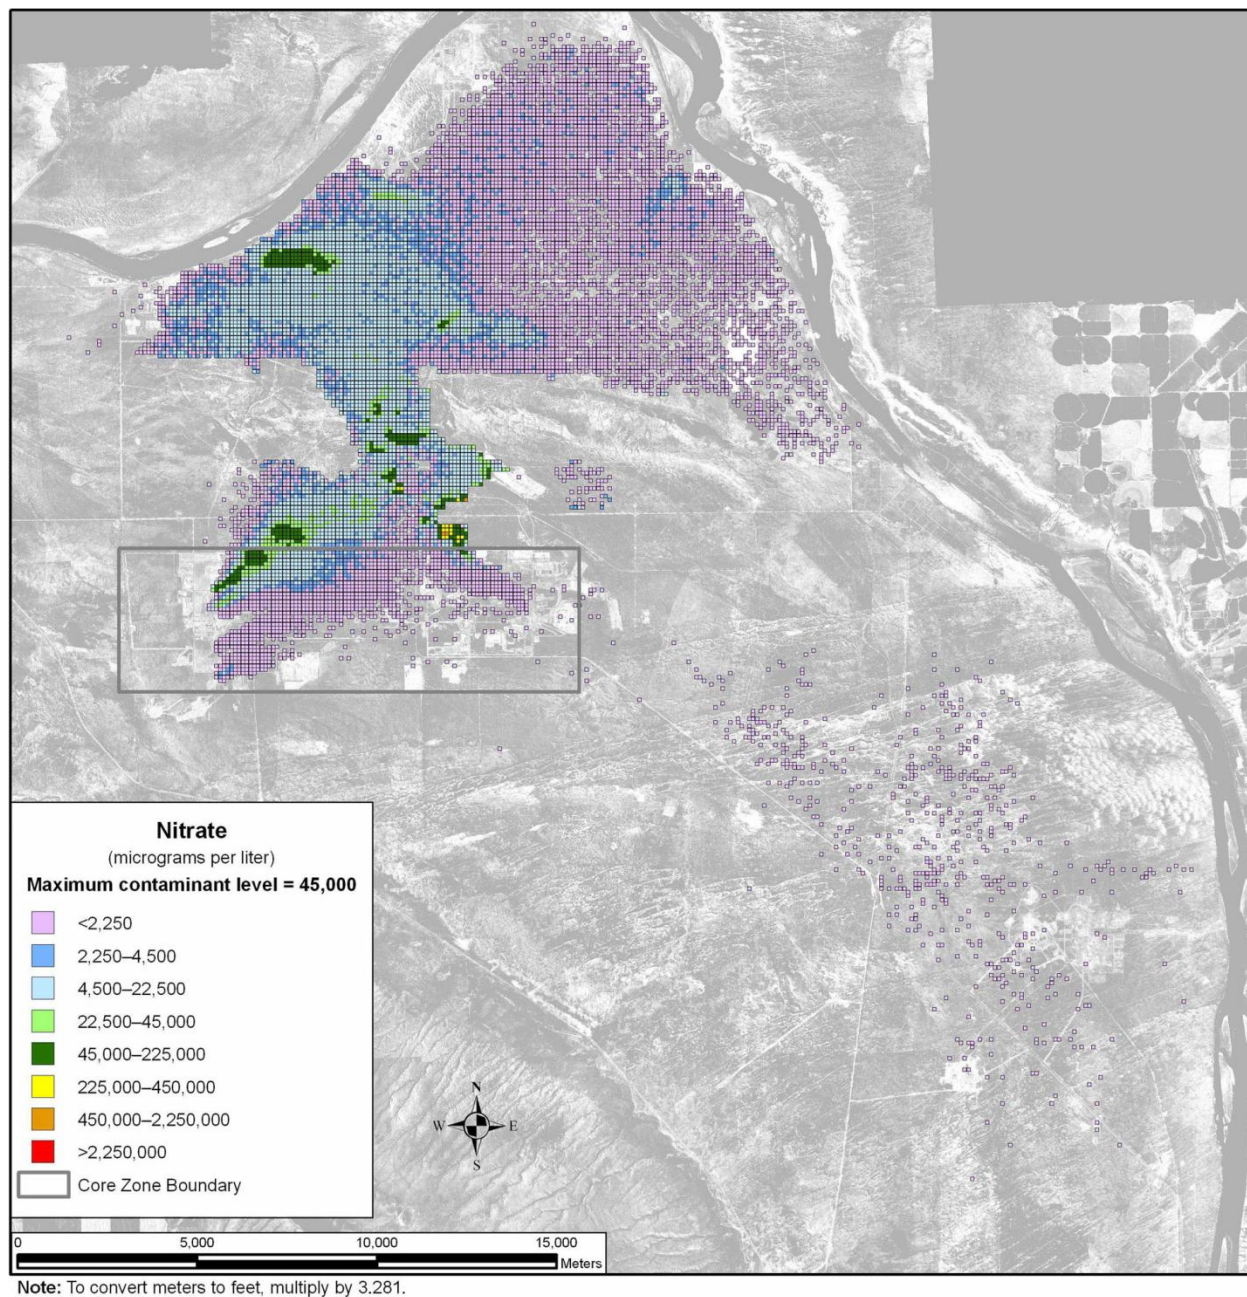 Nitrate
(micrograms per liter)
Maximum contaminant level = 45,000
<2,250
2,250–4,500
4,500–22,500
22,500–45,000
45,000–225,000
225,000–450,000
450,000–2,250,000
>2,250,000
Core Zone Boundary
N
W E
S
0 5,000 10,000 15,000
Meters
Note: To convert meters to feet, multiply by 3.281.